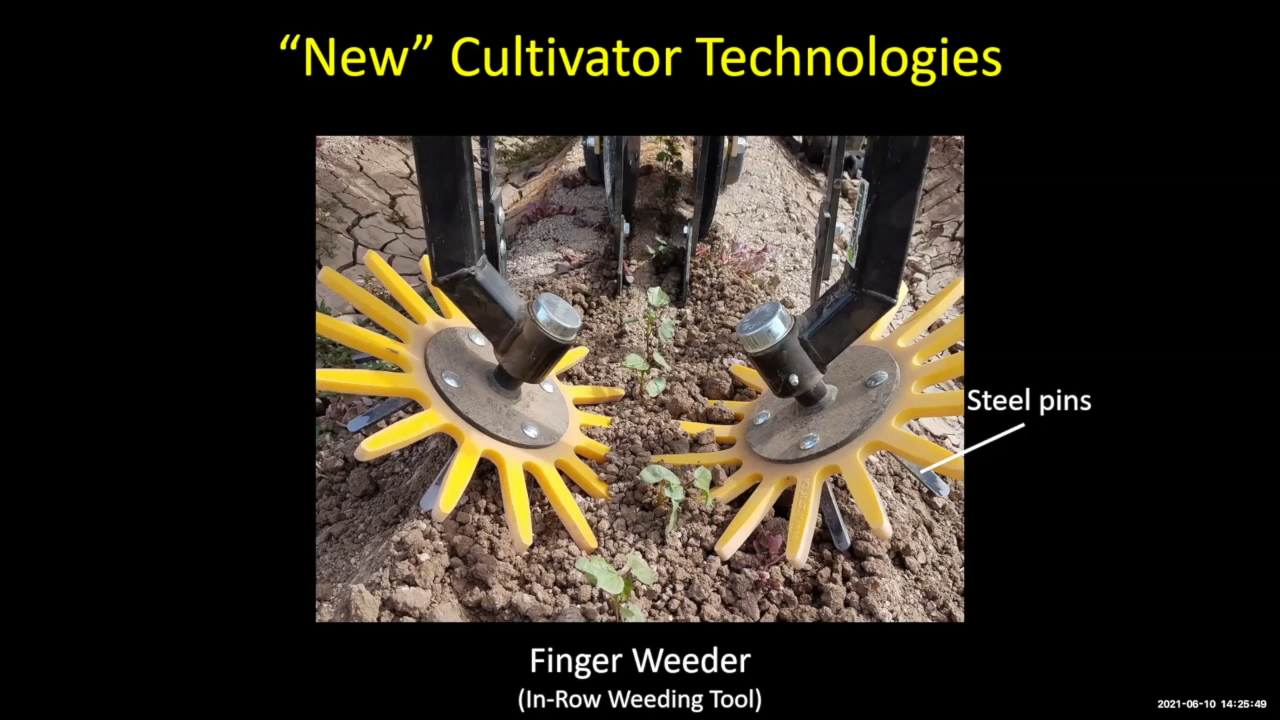 “New” Cultivator Technologies
Steel pins
Finger Weeder
(In-Row Weeding Tool)
2021-06-10 14:25:49